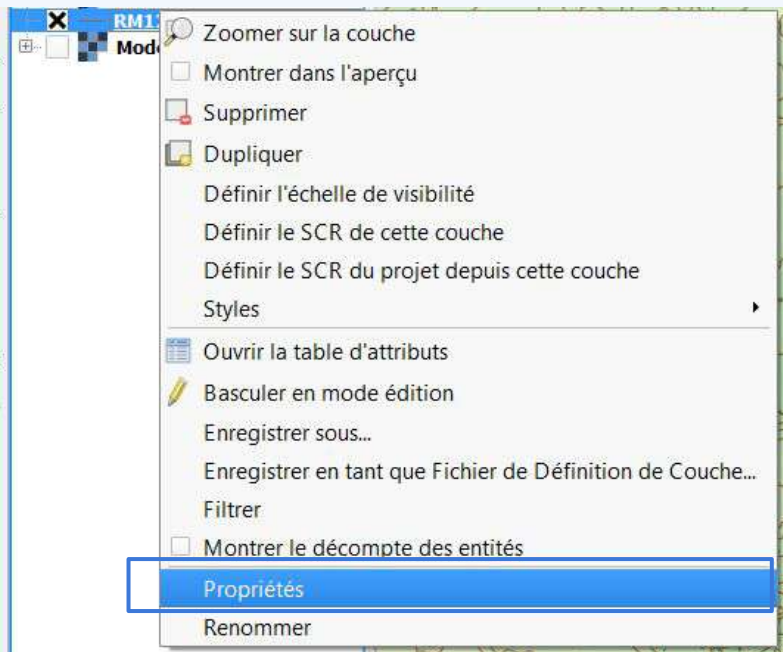 Zoomer sur la couche
Montrer dans l'aperçu
Supprimer
Dupliquer
Définir l'échelle de visibilité
Définir le SCR de cette couche
Définir le SCR du projet depuis cette couche
Styles
Ouvrir la table d'attributs
Basculer en mode édition
Enregistrer sous...
Enregistrer en tant que Fichier de Définition de Couche...
Filtrer
Montrer le décompte des entités
Propriétés
Renommer